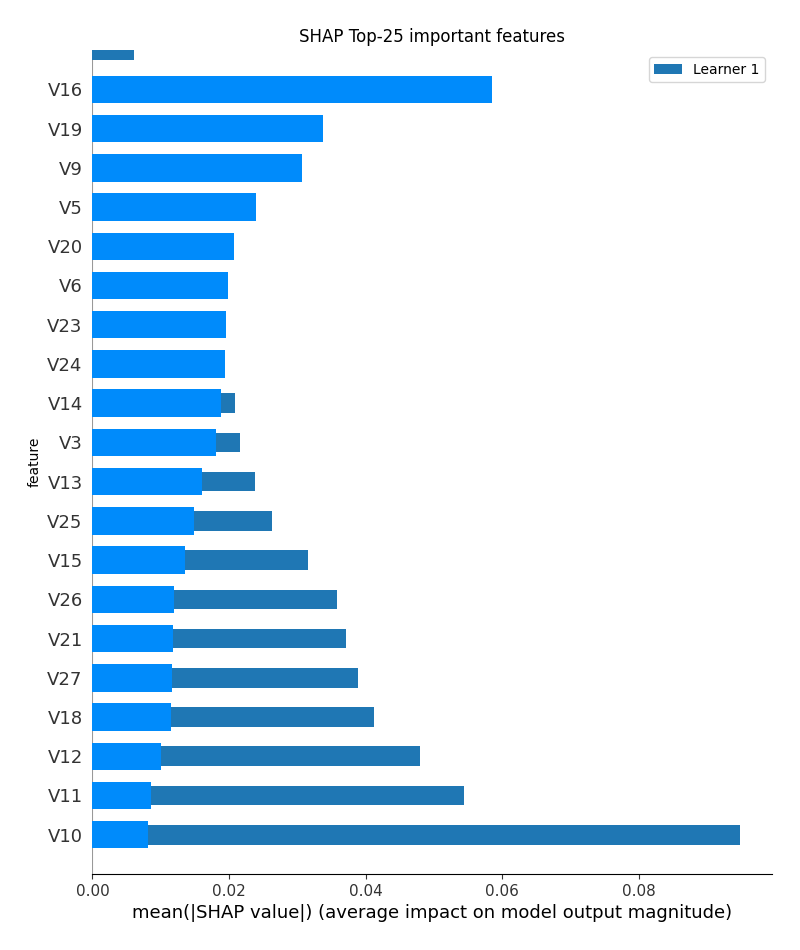 SHAP Top-25 important features
Learner 1
V16
V19
V9
V5
V20
V6
V23
V24
V14
V3
V13
V25
V15
V26
V21
V27
V18
V12
V11
V10
feature
0.00 0.02 0.04 0.06 0.08
mean(|SHAP value|) (average impact on model output magnitude)